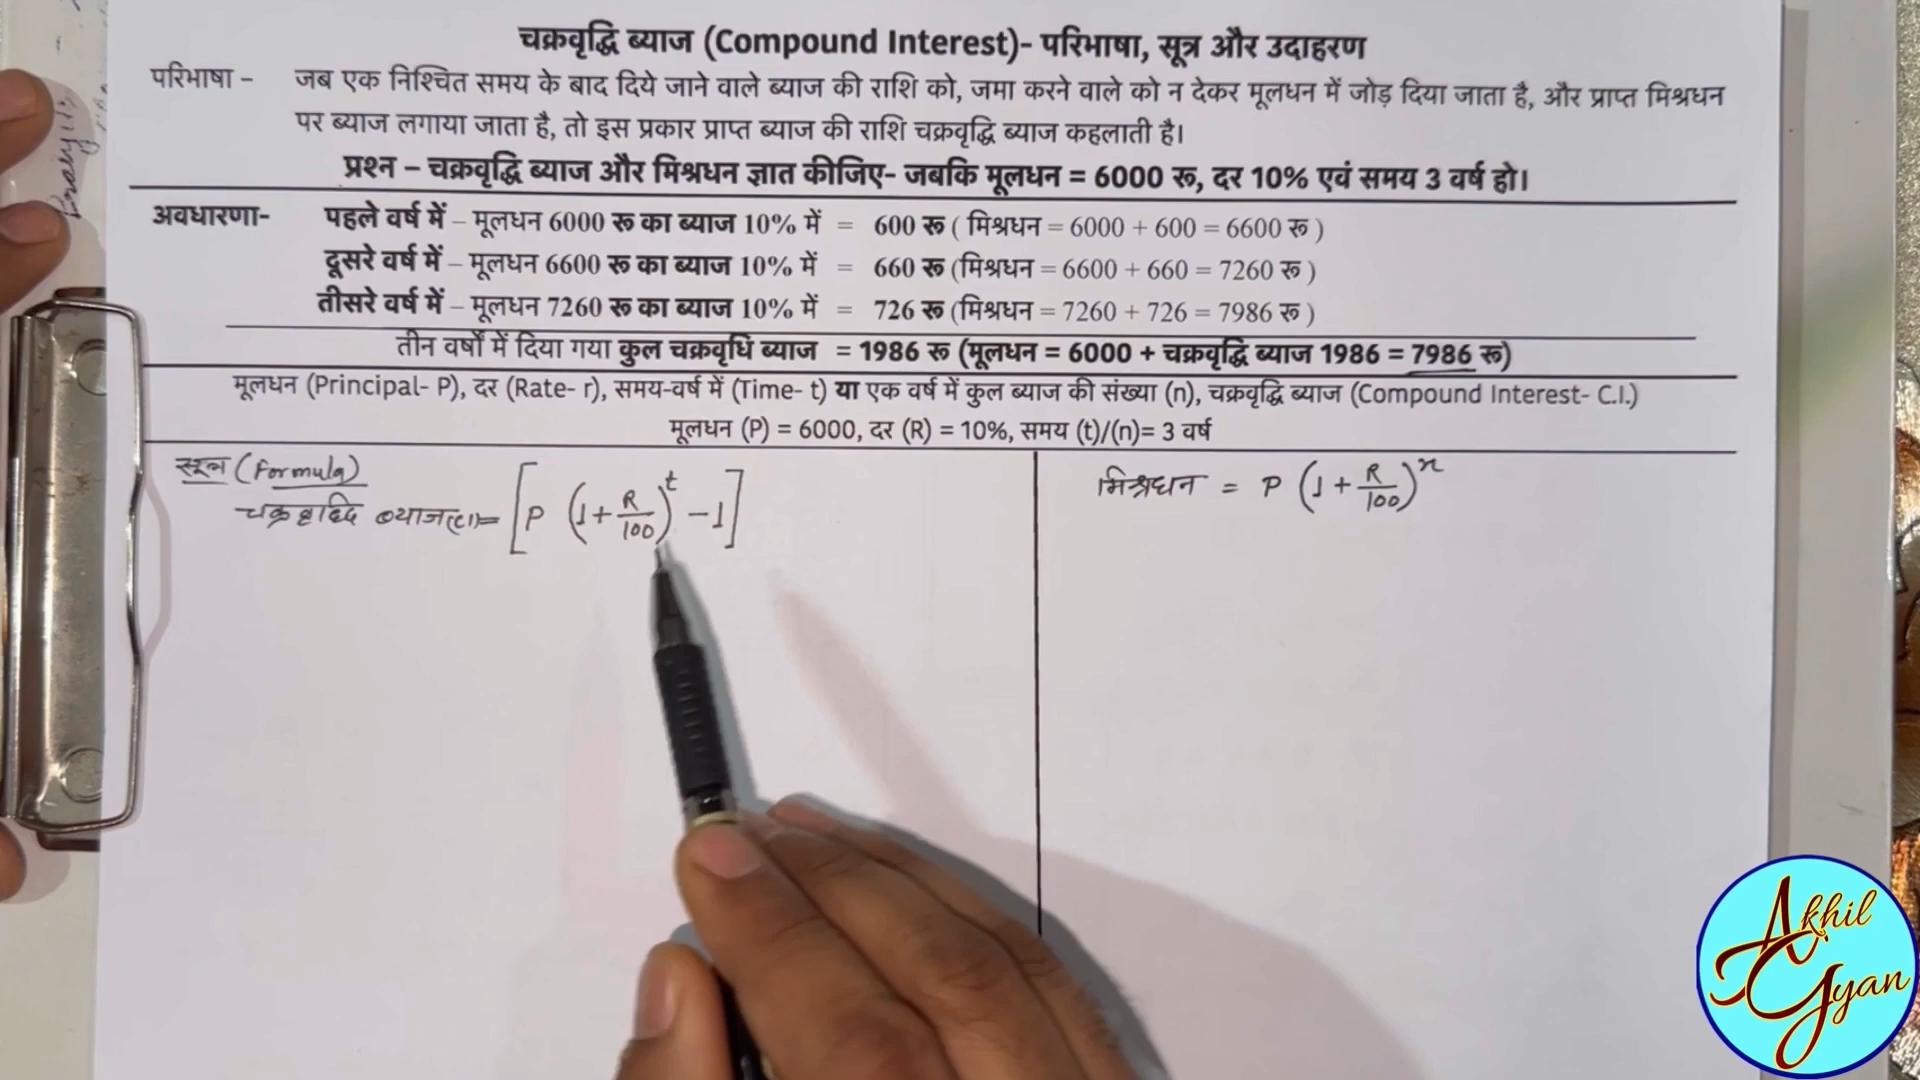 चक्रवृद्धि ब्याज (Compound Interest)- परिभाषा, सूत्र और उदाहरण
परिभाषा – जब एक निश्चित समय के बाद दिये जाने वाले ब्याज की राशि को, जमा करने वाले को न देकर मूलधन में जोड़ दिया जाता है, और प्राप्त मिश्रधन
पर ब्याज लगाया जाता है, तो इस प्रकार प्राप्त ब्याज की राशि चक्रवृद्धि ब्याज कहलाती है।
प्रश्न – चक्रवृद्धि ब्याज और मिश्रधन ज्ञात कीजिए- जबकि मूलधन = 6000 रू, दर 10% एवं समय 3 वर्ष हो।
अवधारणा- पहले वर्ष में – मूलधन 6000 रू का ब्याज 10% में = 600 रू ( मिश्रधन = 6000 + 600 = 6600 रू )
दूसरे वर्ष में – मूलधन 6600 रू का ब्याज 10% में = 660 रू (मिश्रधन = 6600 + 660 = 7260 रू )
तीसरे वर्ष में – मूलधन 7260 रू का ब्याज 10% में = 726 रू (मिश्रधन = 7260 + 726 = 7986 रू )
तीन वर्षों में दिया गया कुल चक्रवृधि ब्याज = 1986 रू (मूलधन = 6000 + चक्रवृद्धि ब्याज 1986 = 7986 रू)
मूलधन (Principal- P), दर (Rate- r), समय-वर्ष में (Time- t) या एक वर्ष में कुल ब्याज की संख्या (n), चक्रवृद्धि ब्याज (Compound Interest- C.I.)
मूलधन (P) = 6000, दर (R) = 10%, समय (t)/(n)= 3 वर्ष
सूत्र (Formula)
चक्रवृद्धि ब्याज(CI)= [P (1+R/100)^t -1]
मिश्रधन = P (1+R/100)^n
Akhil
Gyan